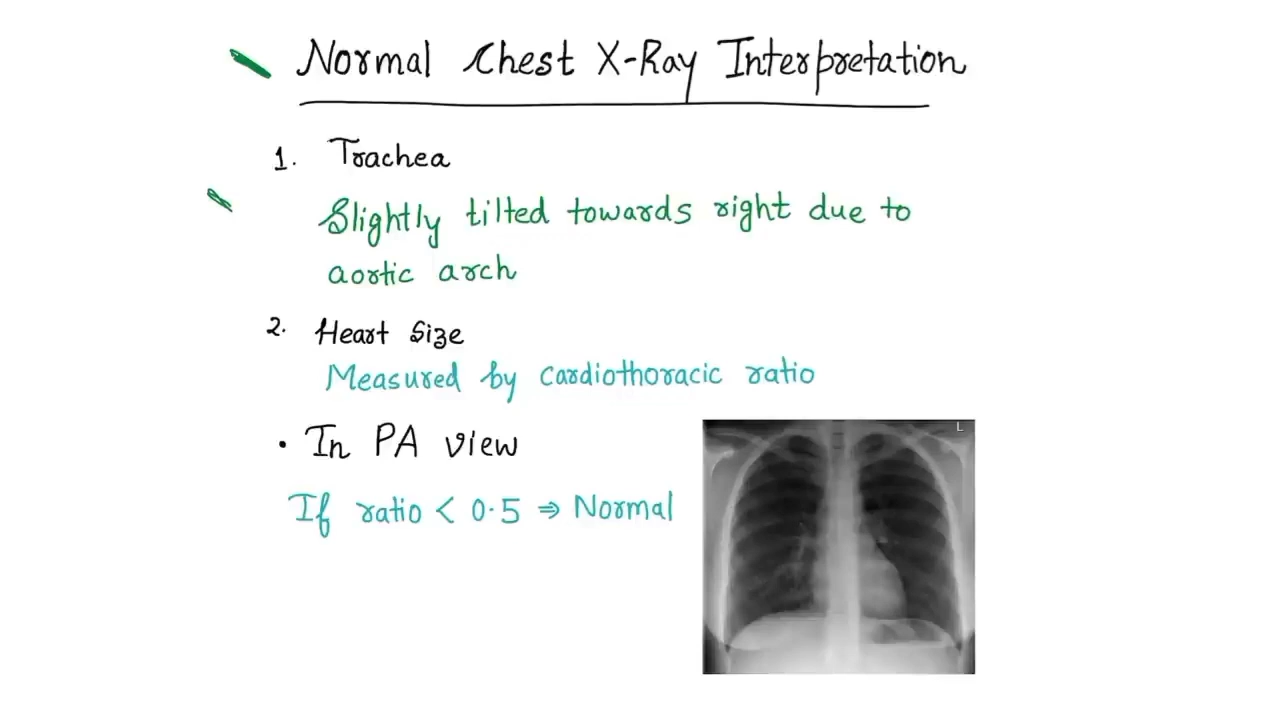 Normal Chest X-Ray Interpretation
1. Trachea
Slightly tilted towards right due to
aortic arch
2. Heart Size
Measured by cardiothoracic ratio
• In PA view
If ratio < 0.5 ⇒ Normal
L